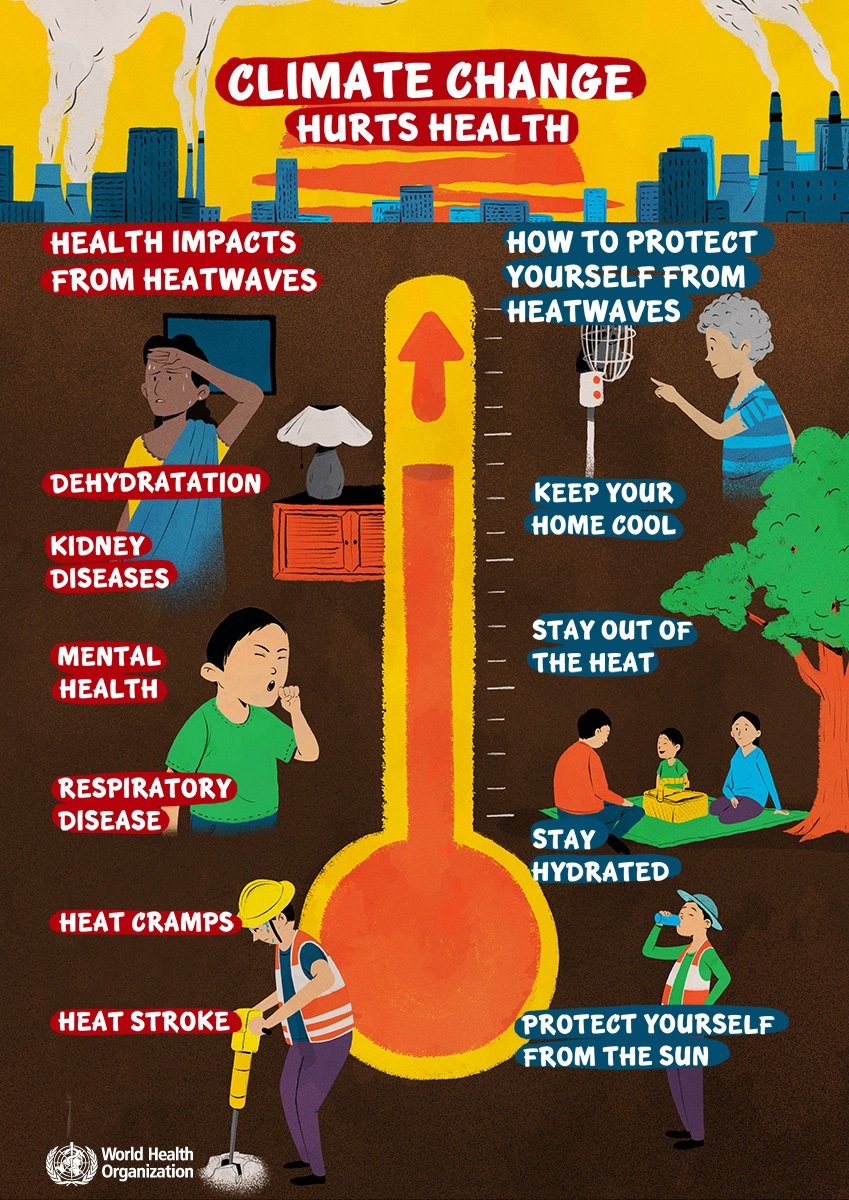 CLIMATE CHANGE
HURTS HEALTH
HEALTH IMPACTS
FROM HEATWAVES
DEHYDRATATION
KIDNEY
DISEASES
MENTAL
HEALTH
RESPIRATORY
DISEASE
HEAT CRAMPS
HEAT STROKE
HOW TO PROTECT
YOURSELF FROM
HEATWAVES
KEEP YOUR
HOME COOL
STAY OUT OF
THE HEAT
STAY
HYDRATED
PROTECT YOURSELF
FROM THE SUN
World Health
Organization